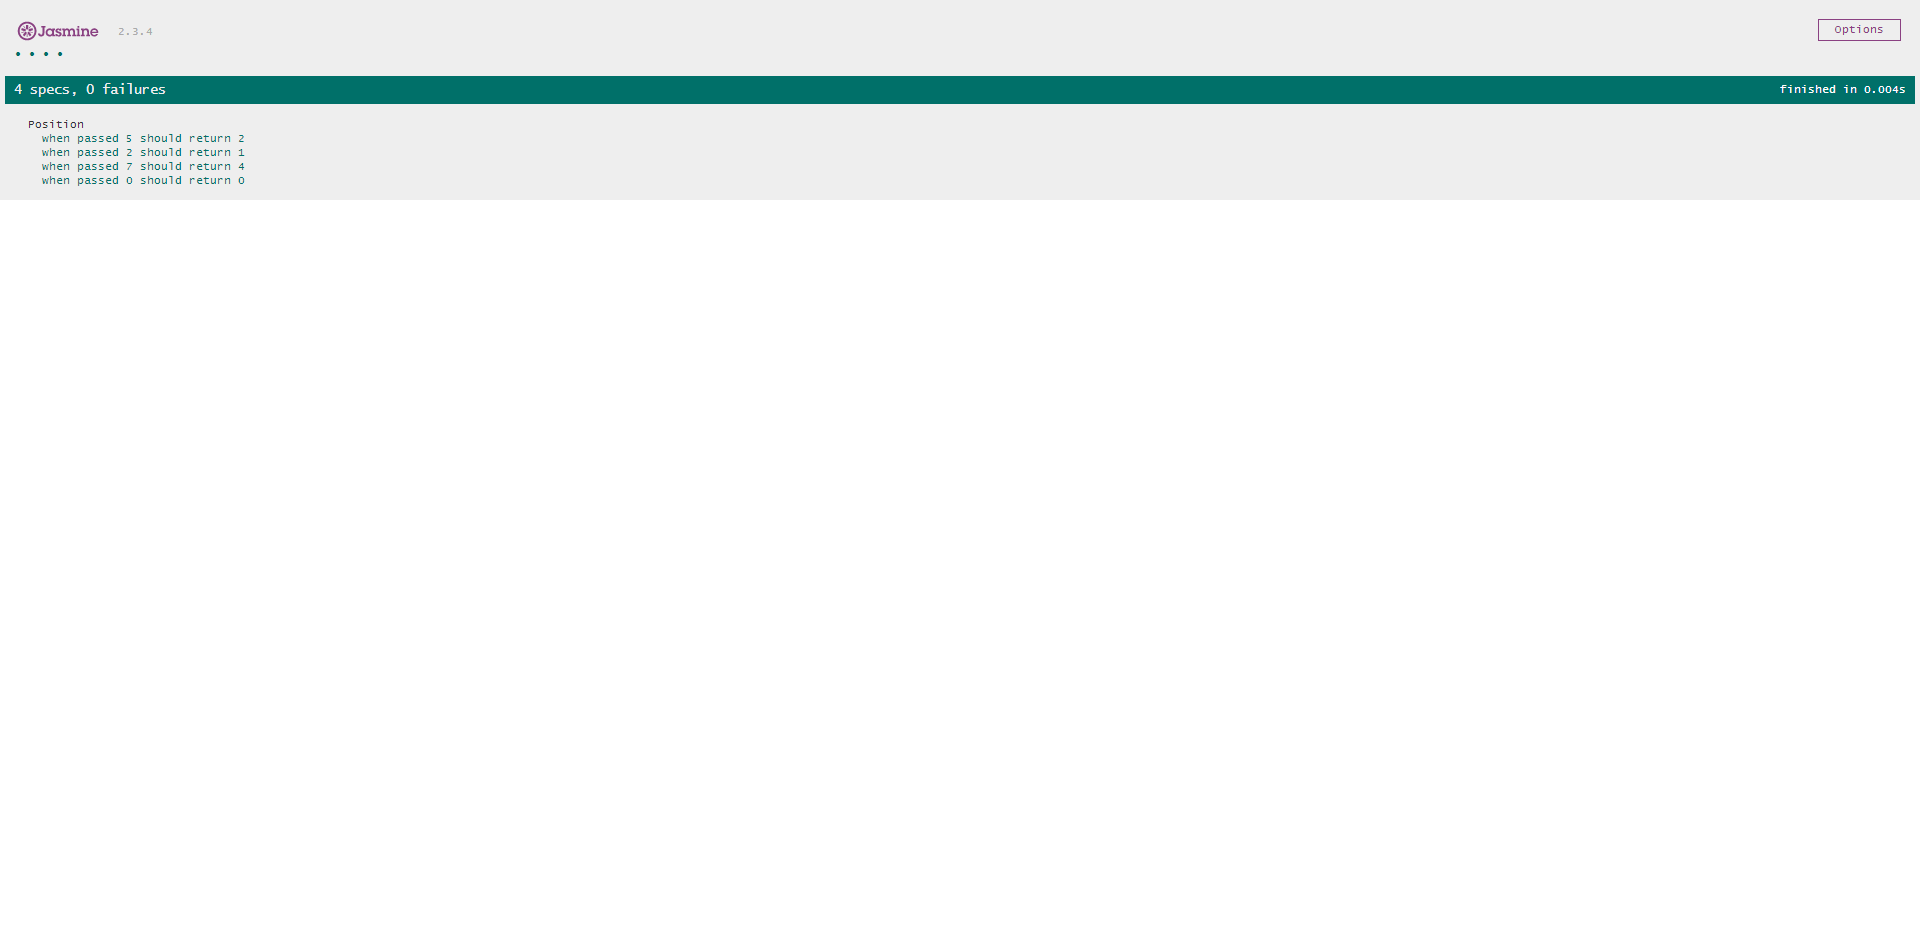 Jasmine 2.3.4
Options
4 specs, 0 failures
finished in 0.004s
Position
when passed 5 should return 2
when passed 2 should return 1
when passed 7 should return 4
when passed 0 should return 0